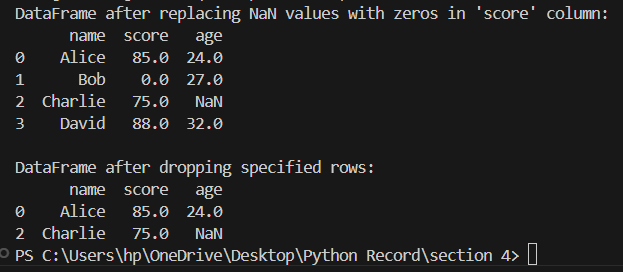 DataFrame after replacing NaN values with zeros in 'score' column:
      name  score   age
0    Alice   85.0  24.0
1      Bob    0.0  27.0
2  Charlie   75.0   NaN
3    David   88.0  32.0

DataFrame after dropping specified rows:
      name  score   age
0    Alice   85.0  24.0
2  Charlie   75.0   NaN
PS C:\Users\hp\OneDrive\Desktop\Python Record\section 4>